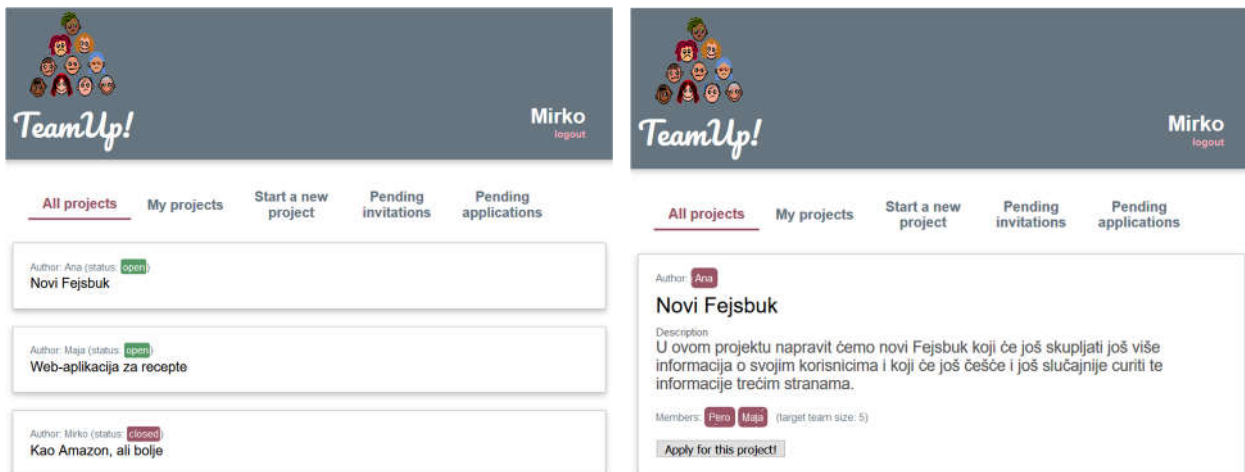 TeamUp!
Mirko
logout
All projects
My projects
Start a new
project
Pending
invitations
Pending
applications
Author: Ana (status: open)
Novi Fejsbuk
Author: Maja (status: open)
Web-aplikacija za recepte
Author: Mirko (status: closed)
Kao Amazon, ali bolje
TeamUp!
Mirko
logout
All projects
My projects
Start a new
project
Pending
invitations
Pending
applications
Author: Ana
Novi Fejsbuk
Description
U ovom projektu napravit ćemo novi Fejsbuk koji će još skupljati još više
informacija o svojim korisnicima i koji će još češće i još slučajnije curiti te
informacije trećim stranama.
Members: Pero Maja (target team size: 5)
Apply for this project!